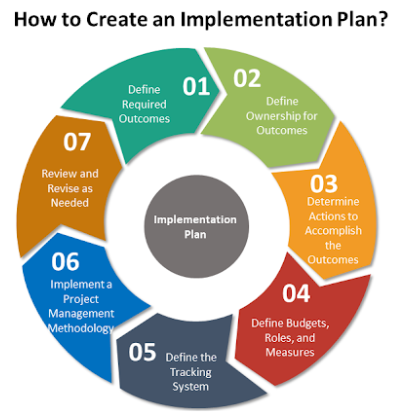 How to Create an Implementation Plan?
01
Define
Required
Outcomes
02
Define
Ownership for
Outcomes
03
Determine
Actions to
Accomplish
the
Outcomes
04
Define Budgets,
Roles, and
Measures
05
Define the
Tracking
System
06
Implement a
Project
Management
Methodology
07
Review and
Revise as
Needed
Implementation
Plan